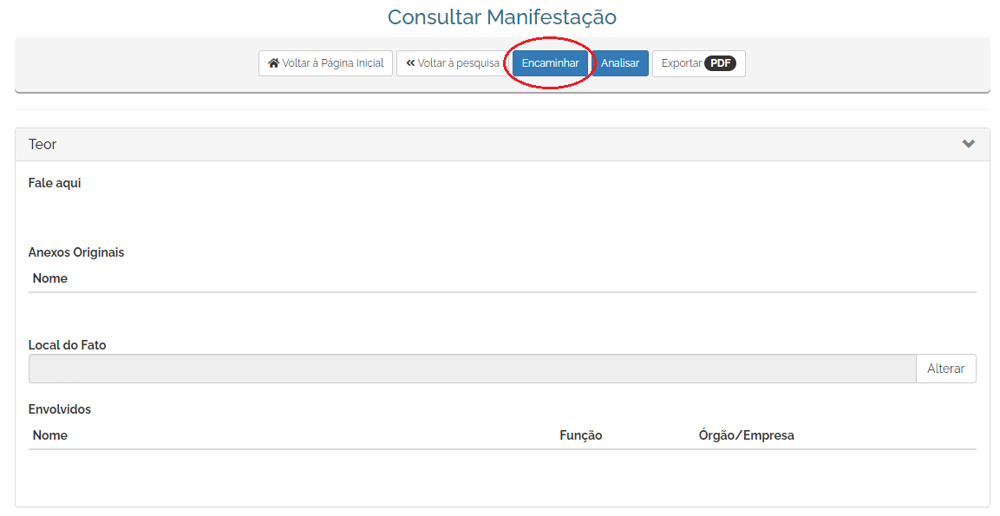 Consultar Manifestação
Voltar à Página Inicial
Voltar à pesquisa
Encaminhar
Analisar
Exportar PDF
Teor
Fale aqui
Anexos Originais
Nome
Local do Fato
Alterar
Envolvidos
Nome Função Órgão/Empresa